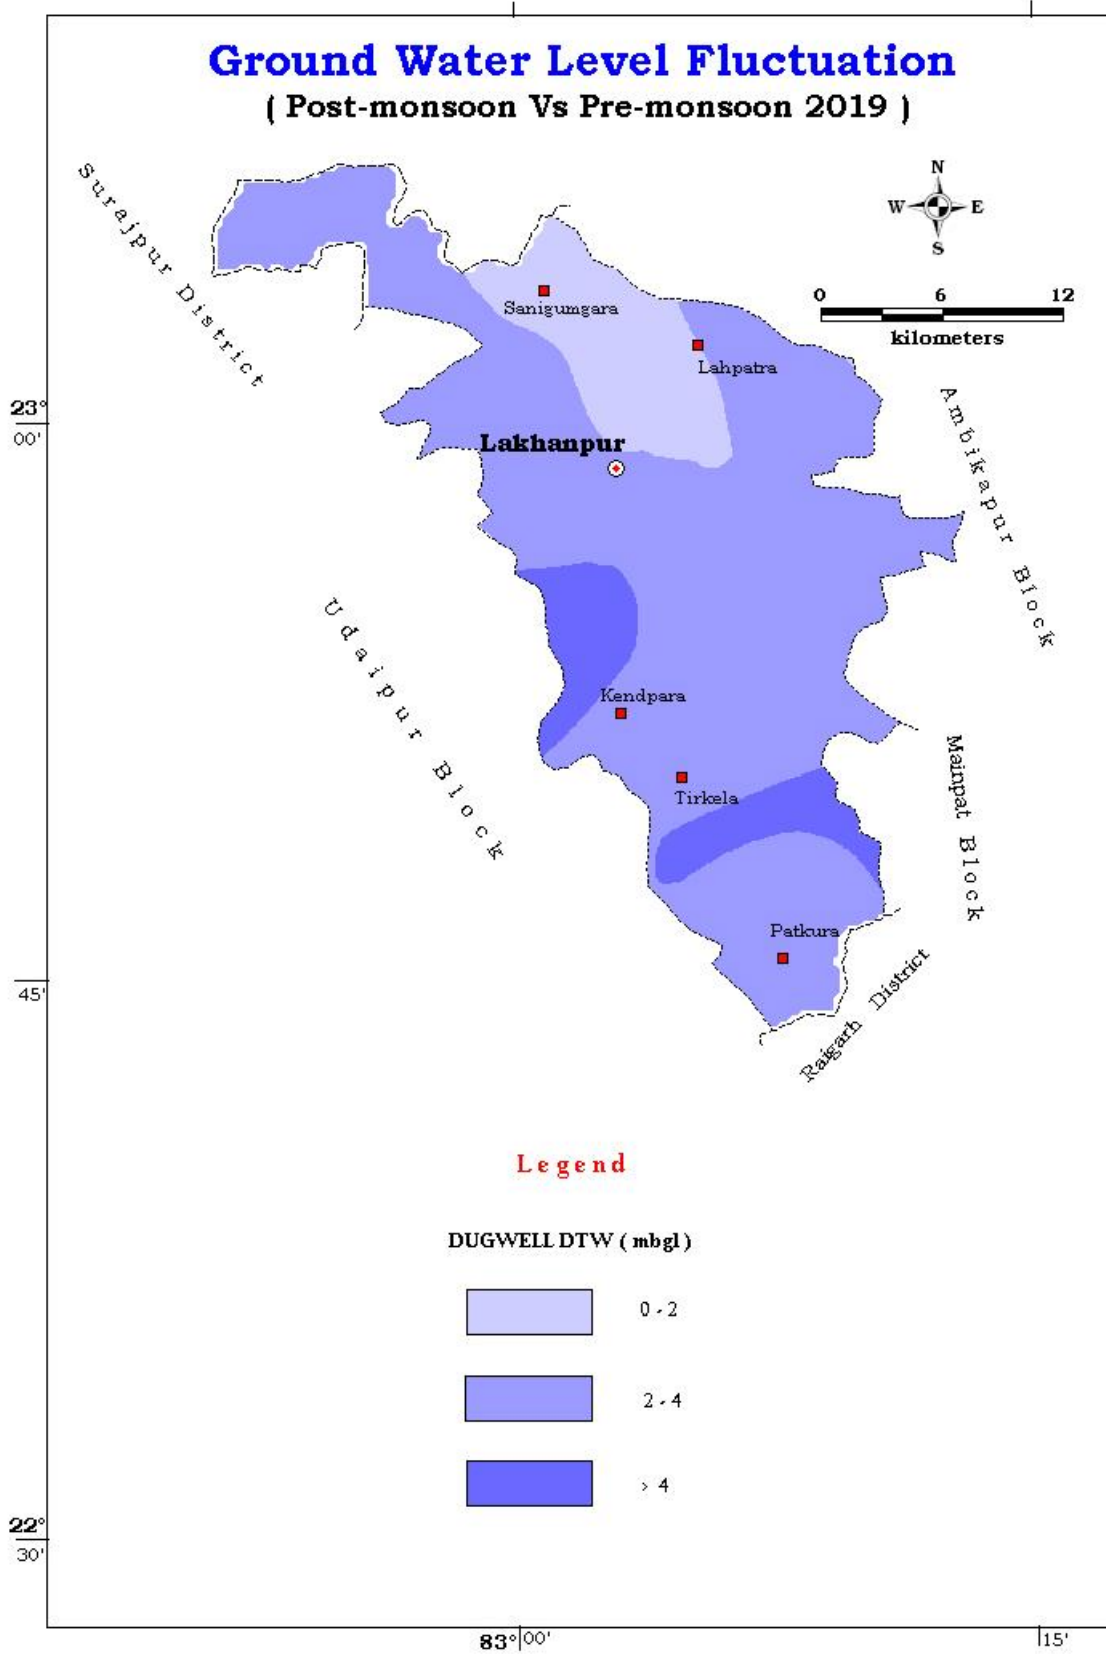 Ground Water Level Fluctuation
( Post-monsoon Vs Pre-monsoon 2019 )
Surajpur District
N
W E
S
0 6 12
kilometers
Sanigumgara
Lahpatra
23°
00'
Lakhanpur
Ambikapur Block
Udaipur Block
Kendpara
Mainpat Block
Tirkela
Patkura
45'
Raigarh District
Legend
DUGWELL DTW ( mbgl )
0 - 2
2 - 4
> 4
22°
30'
83° 00'
15'